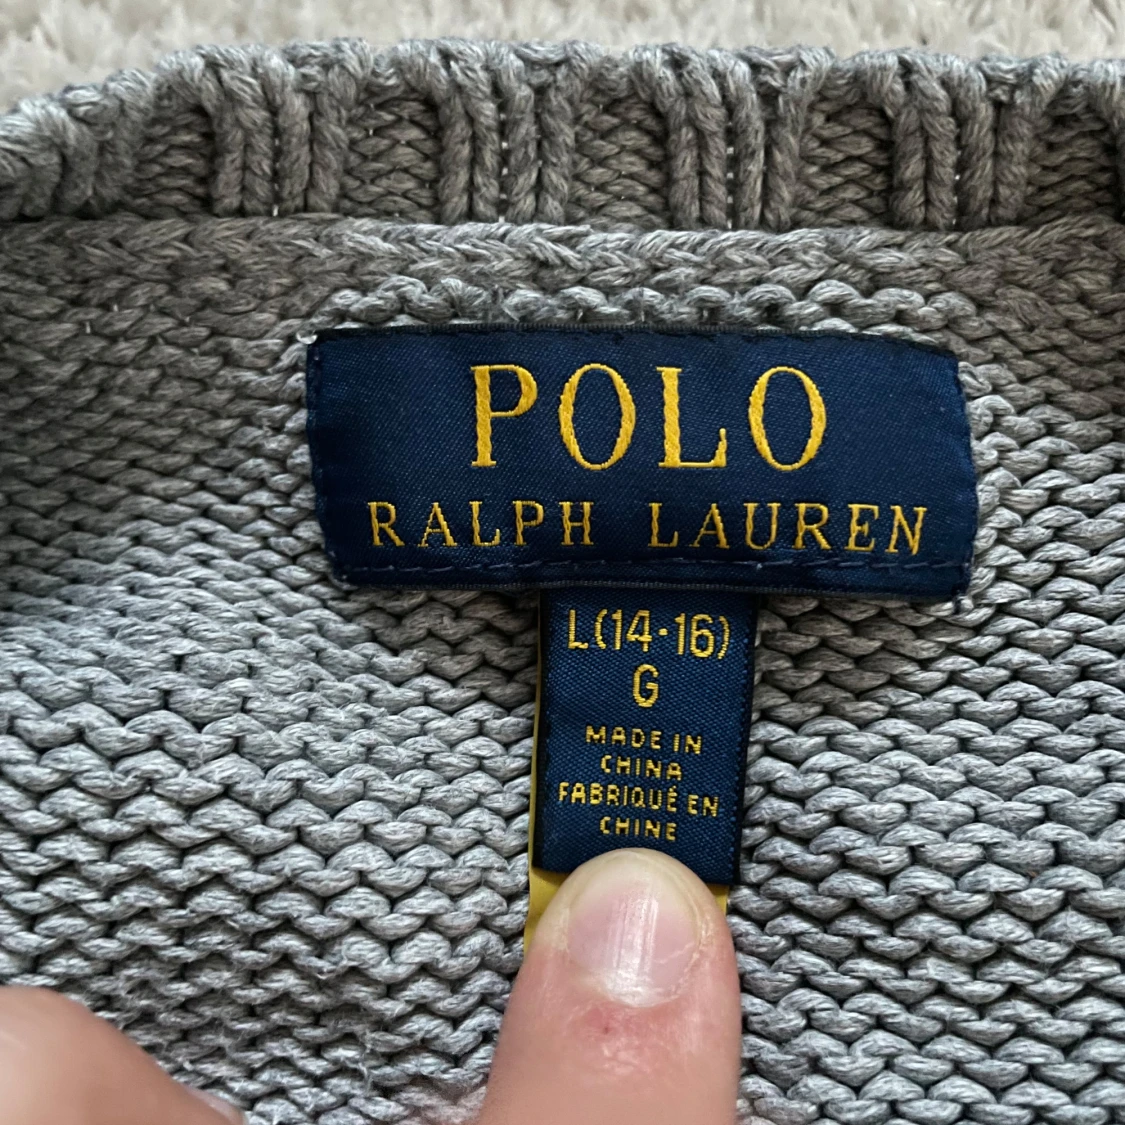 POLO
RALPH LAUREN
L(14-16)
G
MADE IN
CHINA
FABRIQUÉ EN
CHINE